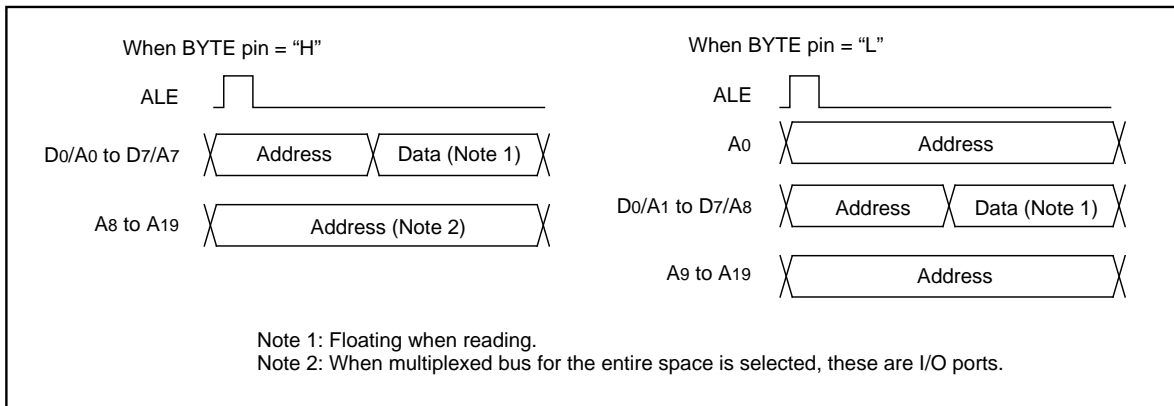 When BYTE pin = “H”
ALE
D0/A0 to D7/A7 Address Data (Note 1)
A8 to A19 Address (Note 2)
When BYTE pin = “L”
ALE
A0 Address
D0/A1 to D7/A8 Address Data (Note 1)
A9 to A19 Address
Note 1: Floating when reading.
Note 2: When multiplexed bus for the entire space is selected, these are I/O ports.